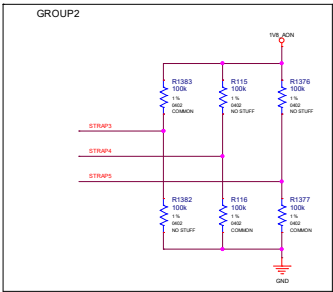 GROUP2
1V8_AON
R1383
100k
1 %
0402
COMMON
R115
100k
1 %
0402
NO STUFF
R1376
100k
1 %
0402
NO STUFF
STRAP3
STRAP4
STRAP5
R1382
100k
1 %
0402
NO STUFF
R116
100k
1 %
0402
COMMON
R1377
100k
1 %
0402
COMMON
GND